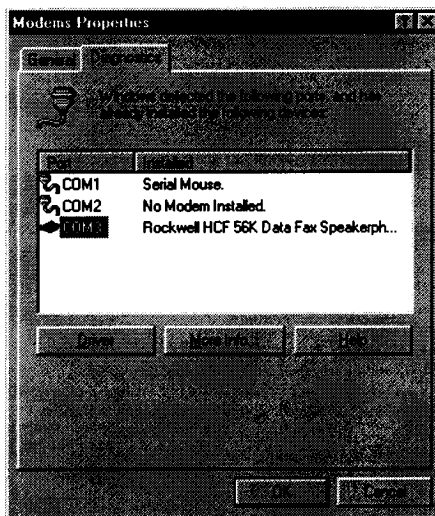 Modems Properties
General Diagnostics
Windows detected the following ports, and has
already installed the following devices:
Port Installed
COM1 Serial Mouse.
COM2 No Modem Installed.
COM3 Rockwell HCF 56K Data Fax Speakerph...
Driver More Info... Help
OK Cancel